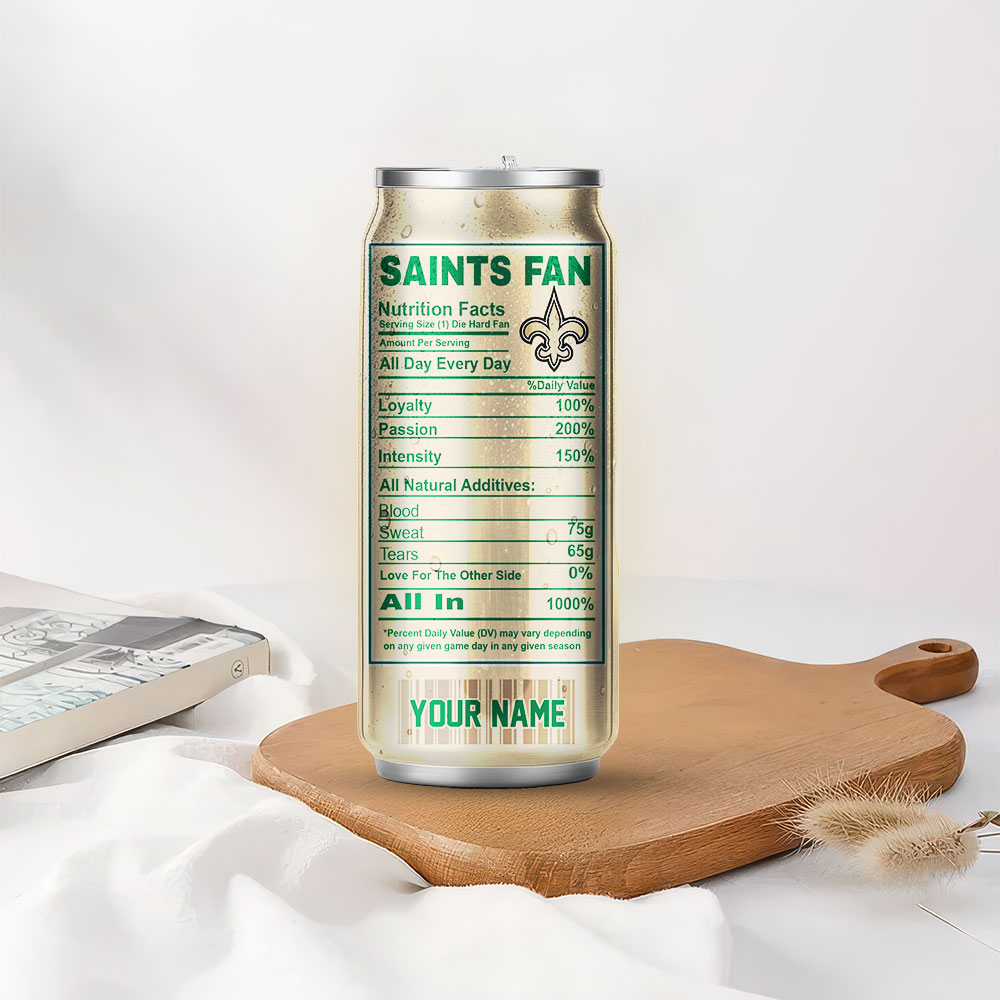 SAINTS FAN
Nutrition Facts
Serving Size (1) Die Hard Fan
Amount Per Serving
All Day Every Day
%Daily Value
Loyalty 100%
Passion 200%
Intensity 150%
All Natural Additives:
Blood
Sweat 75g
Tears 65g
Love For The Other Side 0%
All In 1000%
*Percent Daily Value (DV) may vary depending
on any given game day in any given season
YOUR NAME